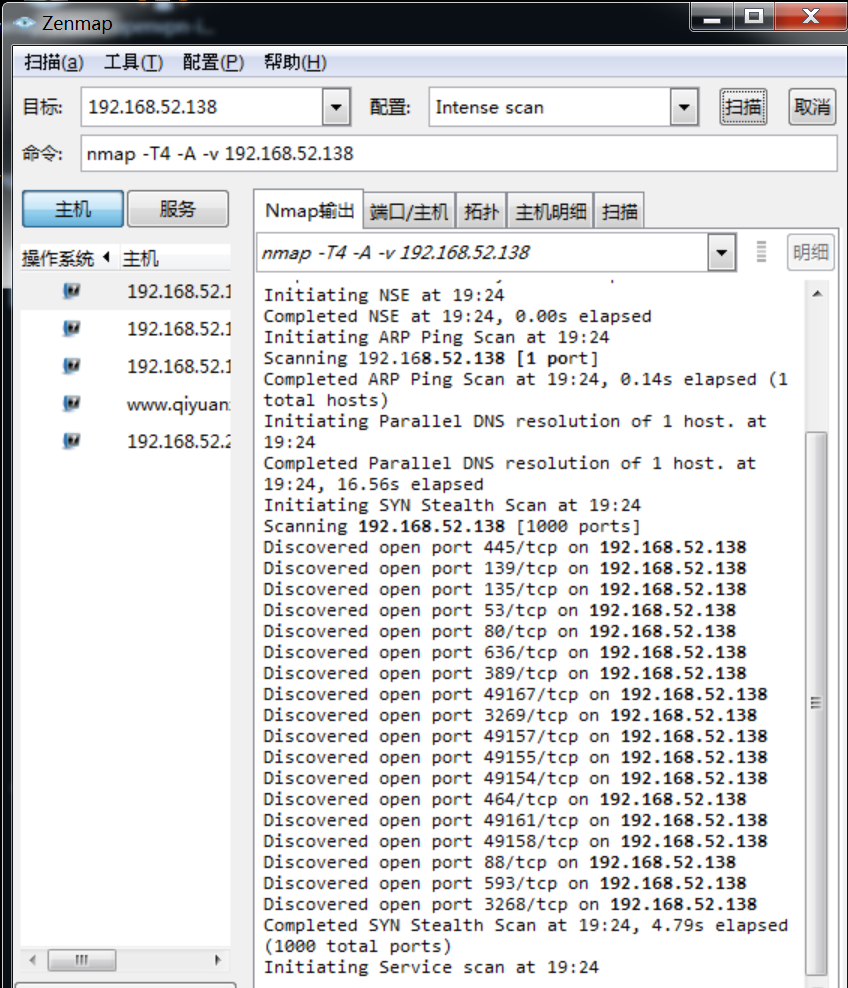 Zenmap
扫描(a) 工具(T) 配置(P) 帮助(H)
目标: 192.168.52.138 配置: Intense scan 扫描 取消
命令: nmap -T4 -A -v 192.168.52.138
主机 服务
操作系统 主机
192.168.52.1
192.168.52.1
192.168.52.1
www.qiyuan
192.168.52.2
Nmap输出 端口/主机 拓扑 主机明细 扫描
nmap -T4 -A -v 192.168.52.138 明细
Initiating NSE at 19:24
Completed NSE at 19:24, 0.00s elapsed
Initiating ARP Ping Scan at 19:24
Scanning 192.168.52.138 [1 port]
Completed ARP Ping Scan at 19:24, 0.14s elapsed (1
total hosts)
Initiating Parallel DNS resolution of 1 host. at
19:24
Completed Parallel DNS resolution of 1 host. at
19:24, 16.56s elapsed
Initiating SYN Stealth Scan at 19:24
Scanning 192.168.52.138 [1000 ports]
Discovered open port 445/tcp on 192.168.52.138
Discovered open port 139/tcp on 192.168.52.138
Discovered open port 135/tcp on 192.168.52.138
Discovered open port 53/tcp on 192.168.52.138
Discovered open port 80/tcp on 192.168.52.138
Discovered open port 636/tcp on 192.168.52.138
Discovered open port 389/tcp on 192.168.52.138
Discovered open port 49167/tcp on 192.168.52.138
Discovered open port 3269/tcp on 192.168.52.138
Discovered open port 49157/tcp on 192.168.52.138
Discovered open port 49155/tcp on 192.168.52.138
Discovered open port 49154/tcp on 192.168.52.138
Discovered open port 464/tcp on 192.168.52.138
Discovered open port 49161/tcp on 192.168.52.138
Discovered open port 49158/tcp on 192.168.52.138
Discovered open port 88/tcp on 192.168.52.138
Discovered open port 593/tcp on 192.168.52.138
Discovered open port 3268/tcp on 192.168.52.138
Completed SYN Stealth Scan at 19:24, 4.79s elapsed
(1000 total ports)
Initiating Service scan at 19:24